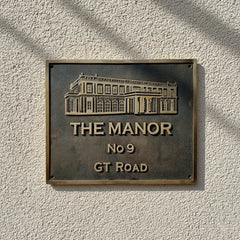 THE MANOR
No 9
GT ROAD